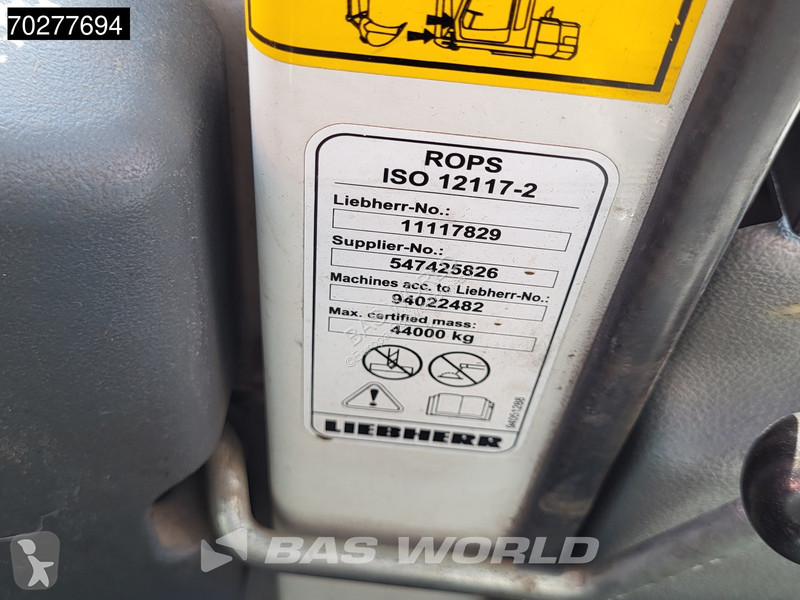 70277694
ROPS
ISO 12117-2
Liebherr-No.:
11117829
Supplier-No.:
547425826
Machines acc. to Liebherr-No.:
94022482
Max. certified mass:
44000 kg
94051288
LIEBHERR
BAS WORLD